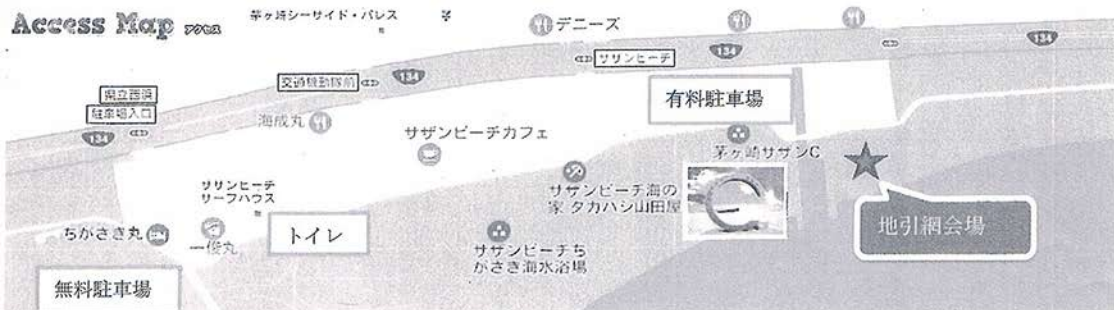 Access Map アクセス
茅ヶ崎シーサイド・パレス
デニーズ
134
134
サザンビーチ
134
交通機動隊前
134
県立西浜
駐車場入口
134
有料駐車場
海成丸
サザンビーチカフェ
茅ヶ崎サザンC
サザンビーチ
サーフハウス
サザンビーチ海の
家 タカハシ山田屋
ちがさき丸
一俊丸
トイレ
サザンビーチち
がさき海水浴場
地引網会場
無料駐車場